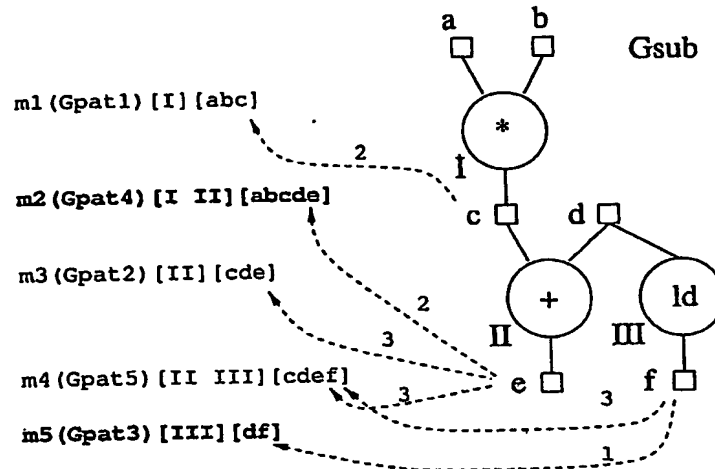 a b Gsub
m1(Gpat1)[I][abc]
*
2
I
m2(Gpat4)[I II][abcde]
c d
m3(Gpat2)[II][cde]
+ ld
2
II III
3
m4(Gpat5)[II III][cdef]
3 e f
3
m5(Gpat3)[III][df]
1